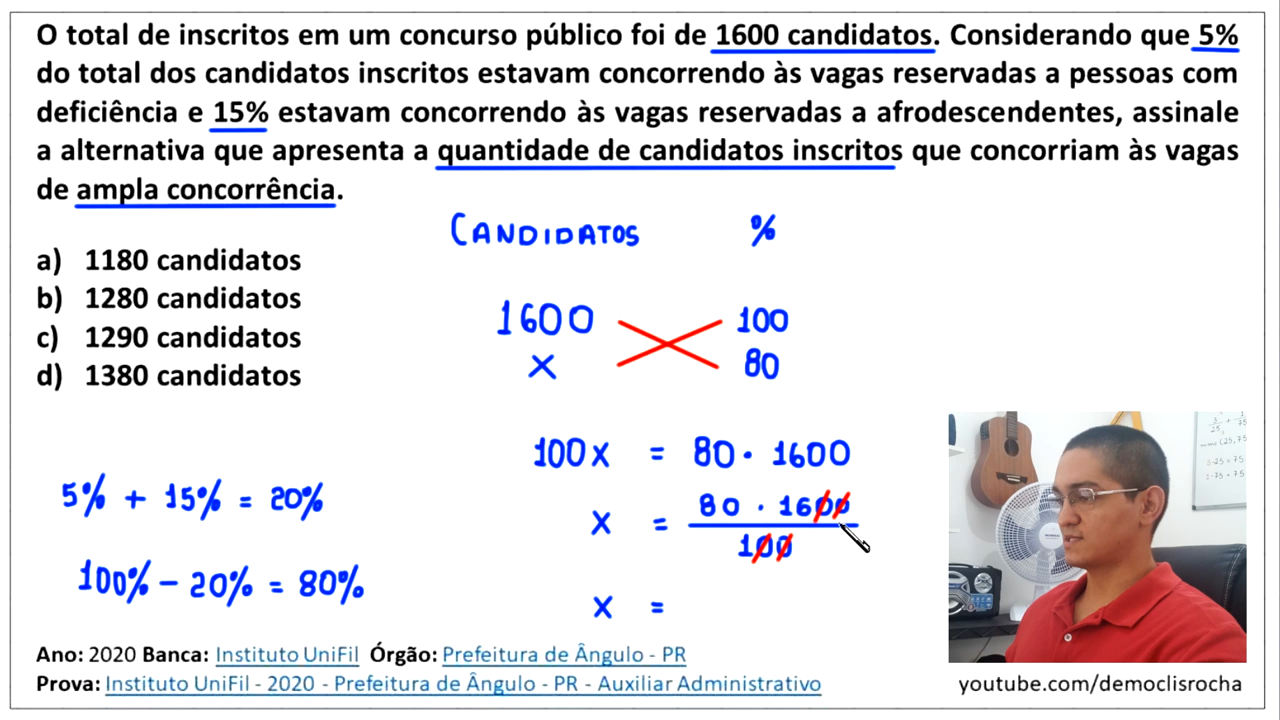 O total de inscritos em um concurso público foi de 1600 candidatos. Considerando que 5%
do total dos candidatos inscritos estavam concorrendo às vagas reservadas a pessoas com
deficiência e 15% estavam concorrendo às vagas reservadas a afrodescendentes, assinale
a alternativa que apresenta a quantidade de candidatos inscritos que concorriam às vagas
de ampla concorrência.
a) 1180 candidatos
b) 1280 candidatos
c) 1290 candidatos
d) 1380 candidatos
CANDIDATOS %
1600 100
x 80
100x = 80 · 1600
x = 80 · 1600
100
x =
5% + 15% = 20%
100% - 20% = 80%
Ano: 2020 Banca: Instituto UniFil Órgão: Prefeitura de Ângulo - PR
Prova: Instituto UniFil - 2020 - Prefeitura de Ângulo - PR - Auxiliar Administrativo
youtube.com/democlisrocha